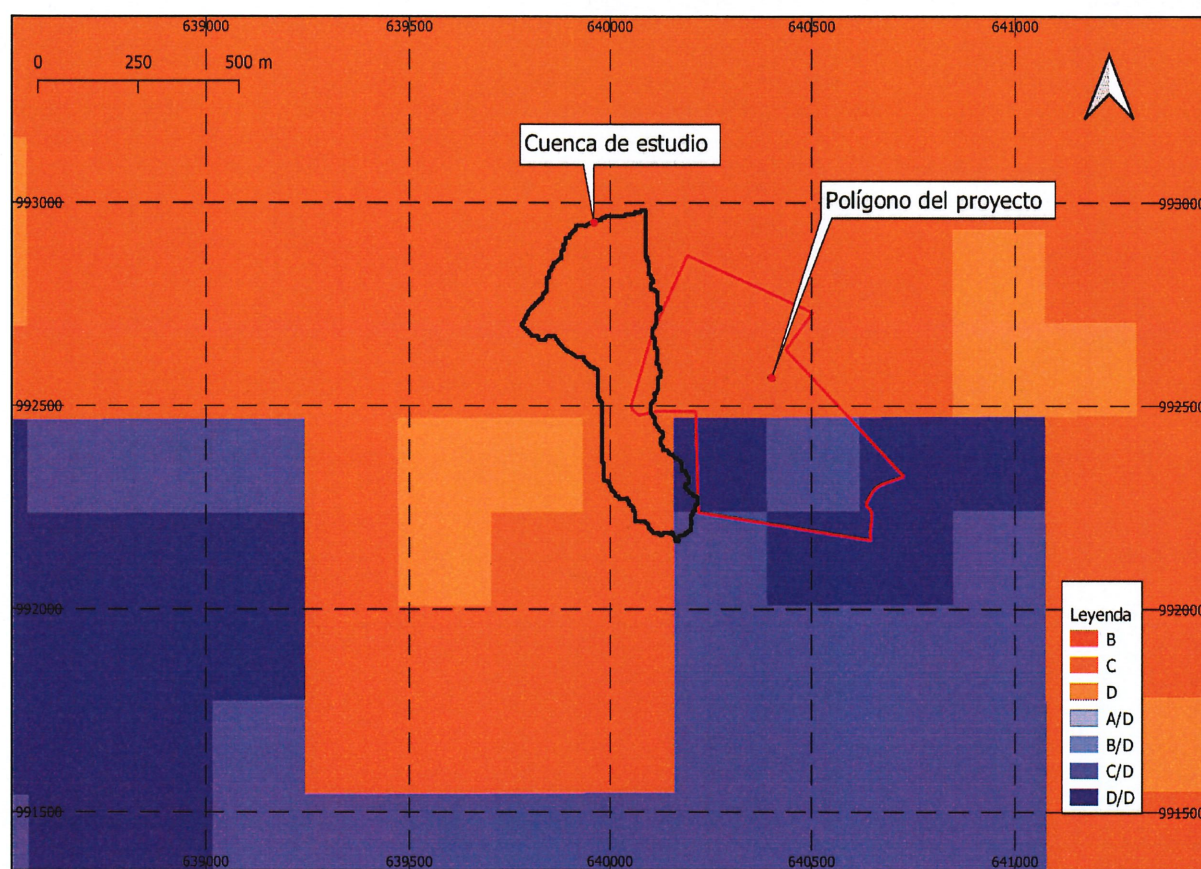 639000 639500 640000 640500 641000
0 250 500 m
Cuenca de estudio
Polígono del proyecto
993000 993000
992500 992500
992000 992000
Leyenda
B
C
D
A/D
B/D
C/D
D/D
991500 991500
639000 639500 640000 640500 641000